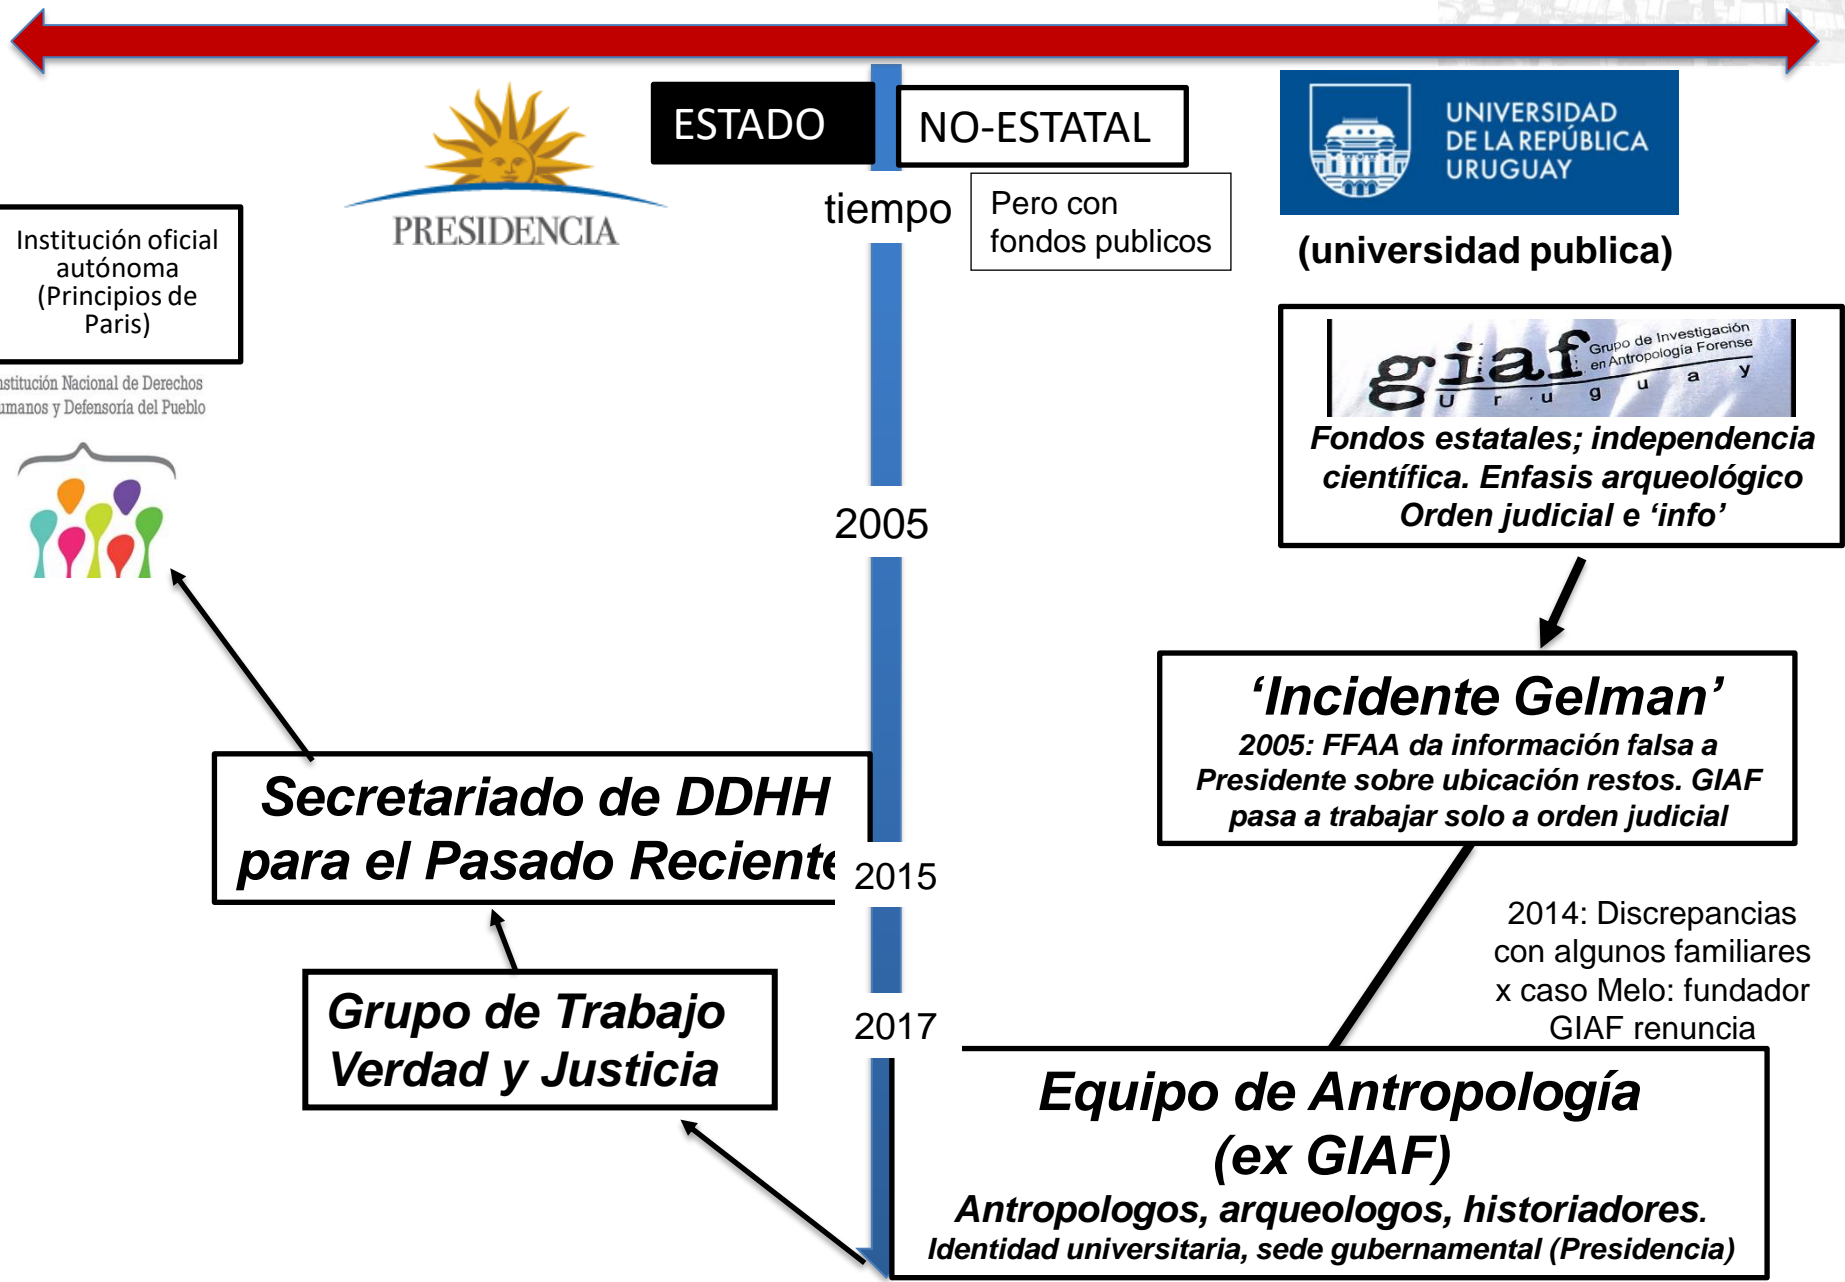 ESTADO
NO-ESTATAL
PRESIDENCIA
UNIVERSIDAD
DE LA REPÚBLICA
URUGUAY
tiempo
Pero con
fondos publicos
(universidad publica)
Institución oficial
autónoma
(Principios de
Paris)
nstitución Nacional de Derechos
umanos y Defensoría del Pueblo
giaf
Grupo de Investigación
en Antropología Forense
Uruguay
Fondos estatales; independencia
científica. Enfasis arqueológico
Orden judicial e ‘info’
2005
‘Incidente Gelman’
2005: FFAA da información falsa a
Presidente sobre ubicación restos. GIAF
pasa a trabajar solo a orden judicial
Secretariado de DDHH
para el Pasado Reciente
2015
2014: Discrepancias
con algunos familiares
x caso Melo: fundador
GIAF renuncia
Grupo de Trabajo
Verdad y Justicia
2017
Equipo de Antropología
(ex GIAF)
Antropologos, arqueologos, historiadores.
Identidad universitaria, sede gubernamental (Presidencia)